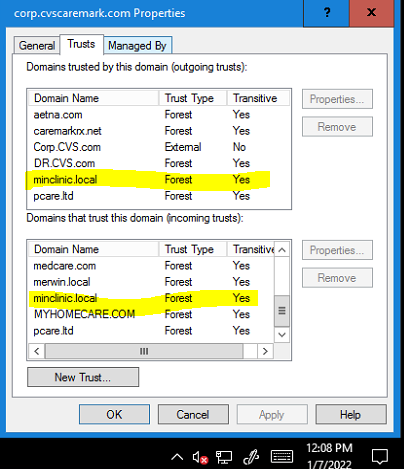 corp.cvscaremark.com Properties ? X
General Trusts Managed By
Domains trusted by this domain (outgoing trusts):
Domain Name Trust Type Transitive
aetna.com Forest Yes
caremarkrx.net Forest Yes
Corp.CVS.com External No
DR.CVS.com Forest Yes
minclinic.local Forest Yes
pcare.ltd Forest Yes
Properties...
Remove
Domains that trust this domain (incoming trusts):
Domain Name Trust Type Transitive
medcare.com Forest Yes
merwin.local Forest Yes
minclinic.local Forest Yes
MYHOMECARE.COM Forest Yes
pcare.ltd Forest Yes
Properties...
Remove
New Trust...
OK Cancel Apply Help
12:08 PM
1/7/2022